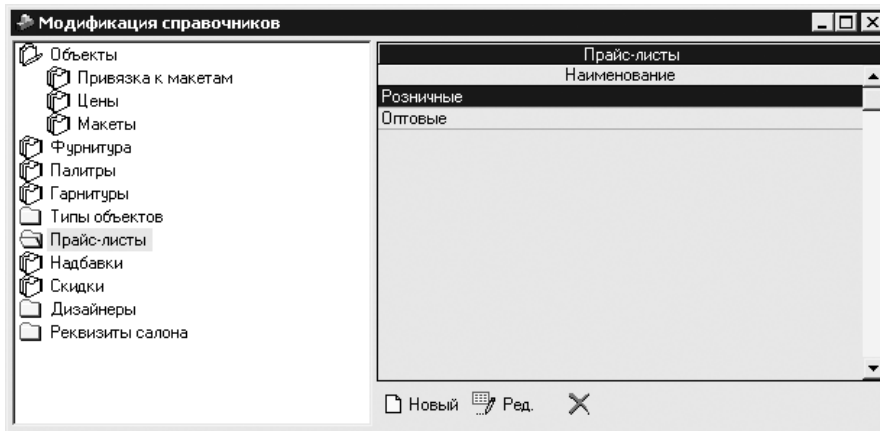 Модификация справочников
Объекты
Привязка к макетам
Цены
Макеты
Фурнитура
Палитры
Гарнитуры
Типы объектов
Прайс-листы
Надбавки
Скидки
Дизайнеры
Реквизиты салона
Прайс-листы
Наименование
Розничные
Оптовые
Новый Ред.